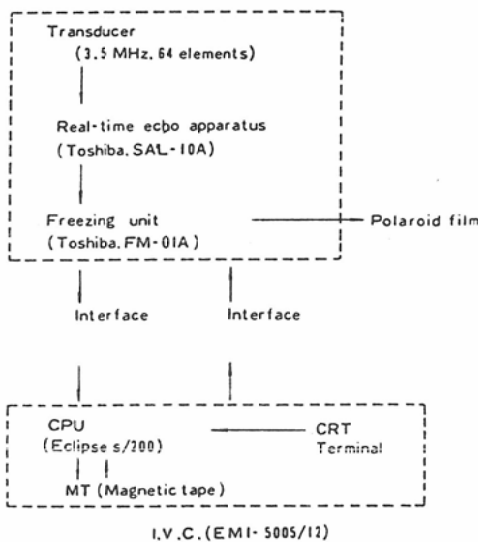 Transducer
(3.5 MHz. 64 elements)
Real-time ecbo apparatus
(Toshiba. SAL-10A)
Freezing unit
(Toshiba. FM-01A)
Polaroid film
Interface
Interface
CPU
(Eclipse s/200)
CRT
Terminal
MT (Magnetic tape)
I.V.C. (EMI-5005/12)